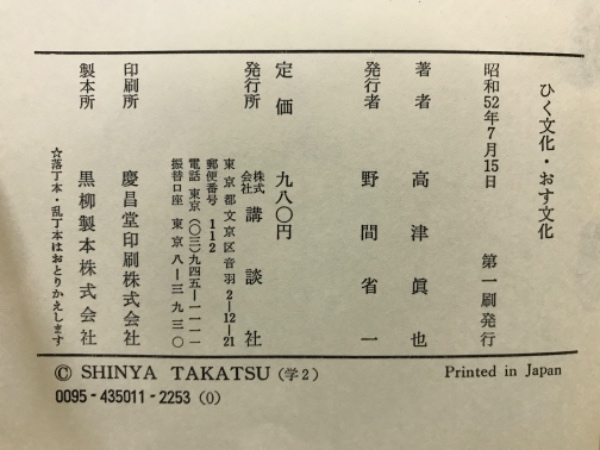 ひく文化・おす文化
昭和52年7月15日 第一刷発行
著者 高津眞也
発行者 野間省一
定価 九八〇円
発行所 株式会社 講談社
東京都文京区音羽2-12-21
郵便番号 112
電話 東京(〇三)九四五-一一一一
振替口座 東京八-三九三〇
印刷所 慶昌堂印刷株式会社
製本所 黒柳製本株式会社
☆落丁本・乱丁本はおとりかえします
© SHINYA TAKATSU (学2)
Printed in Japan
0095-435011-2253 (0)